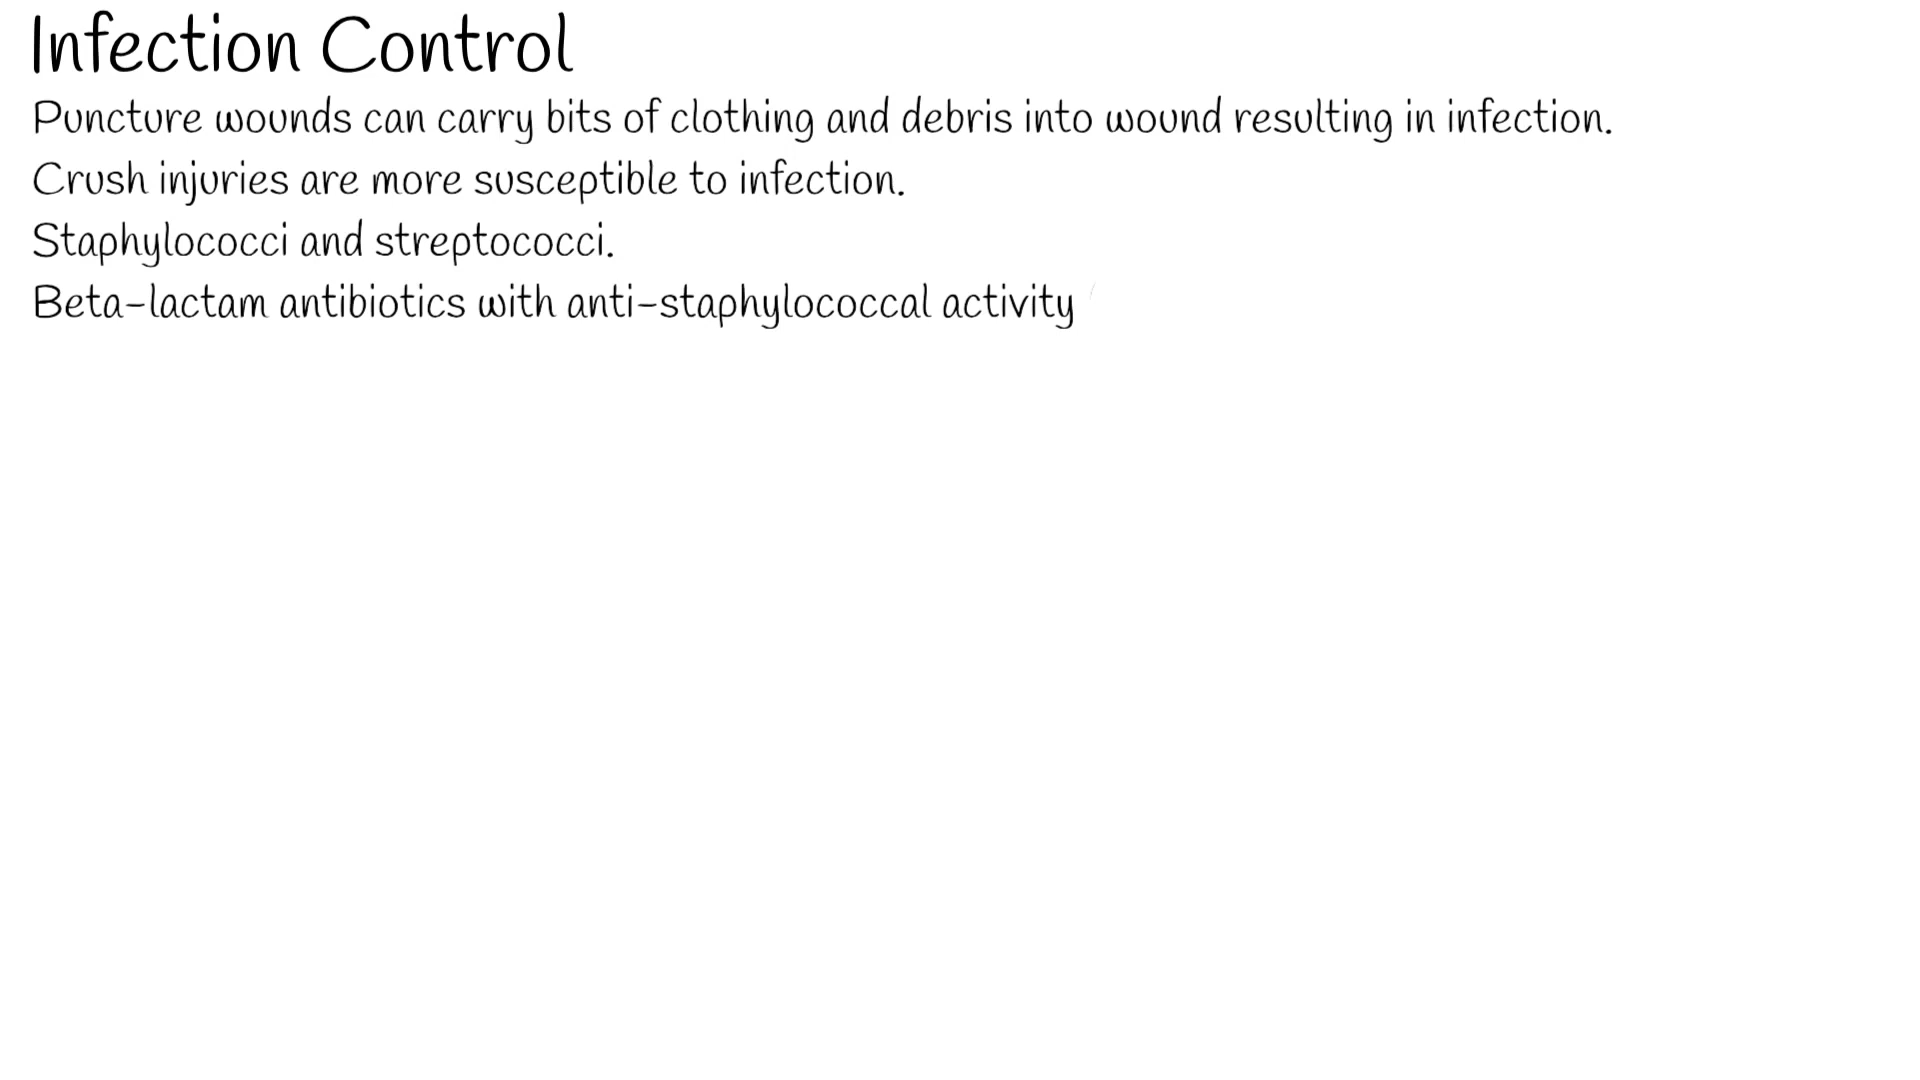 Infection Control
Puncture wounds can carry bits of clothing and debris into wound resulting in infection.
Crush injuries are more susceptible to infection.
Staphylococci and streptococci.
Beta-lactam antibiotics with anti-staphylococcal activity